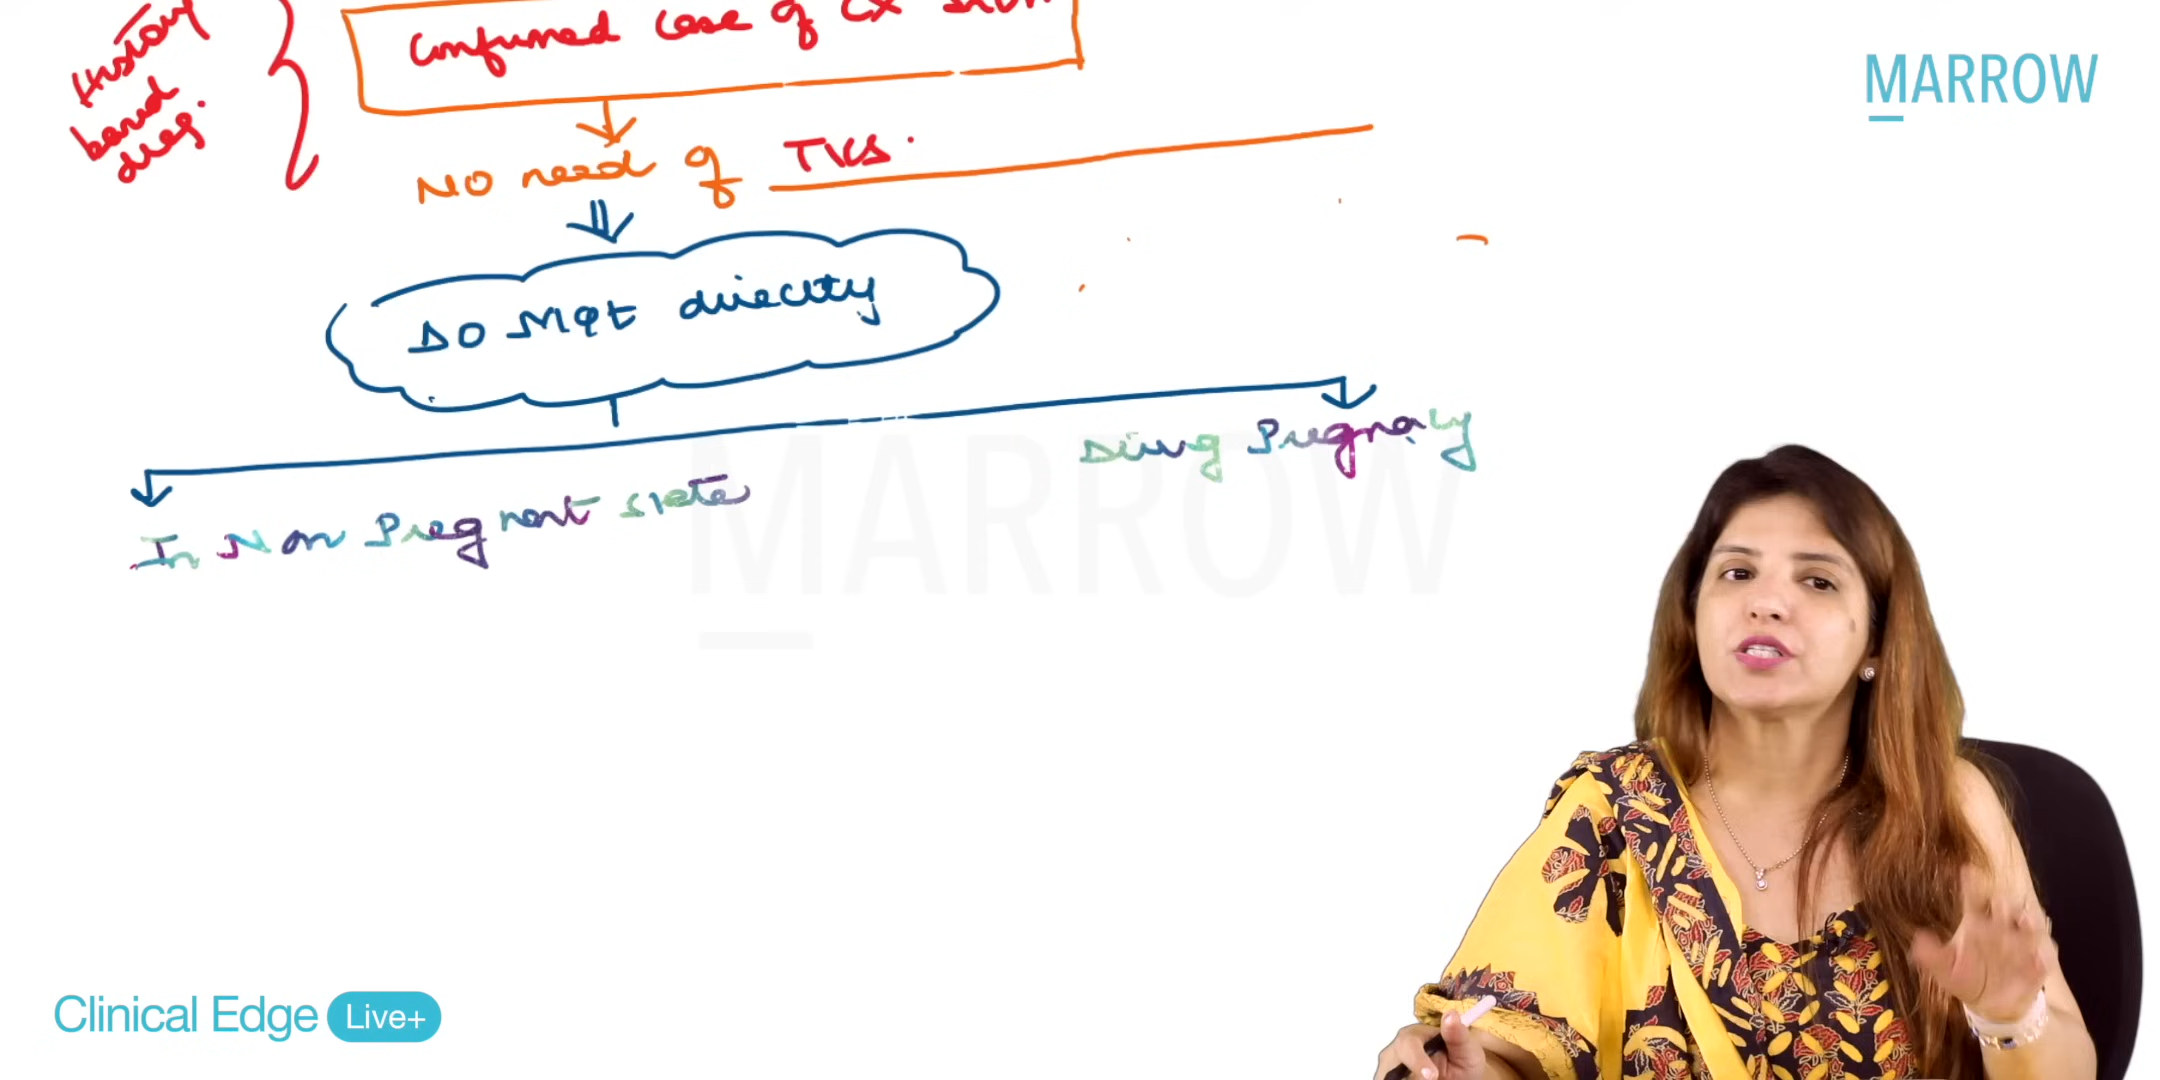 History
based
diag.
Confirmed case of Cx
MARROW
NO need of TVS.
DO MGt directly
During Pregnancy
In Non Pregnant state
MARROW
Clinical Edge Live+